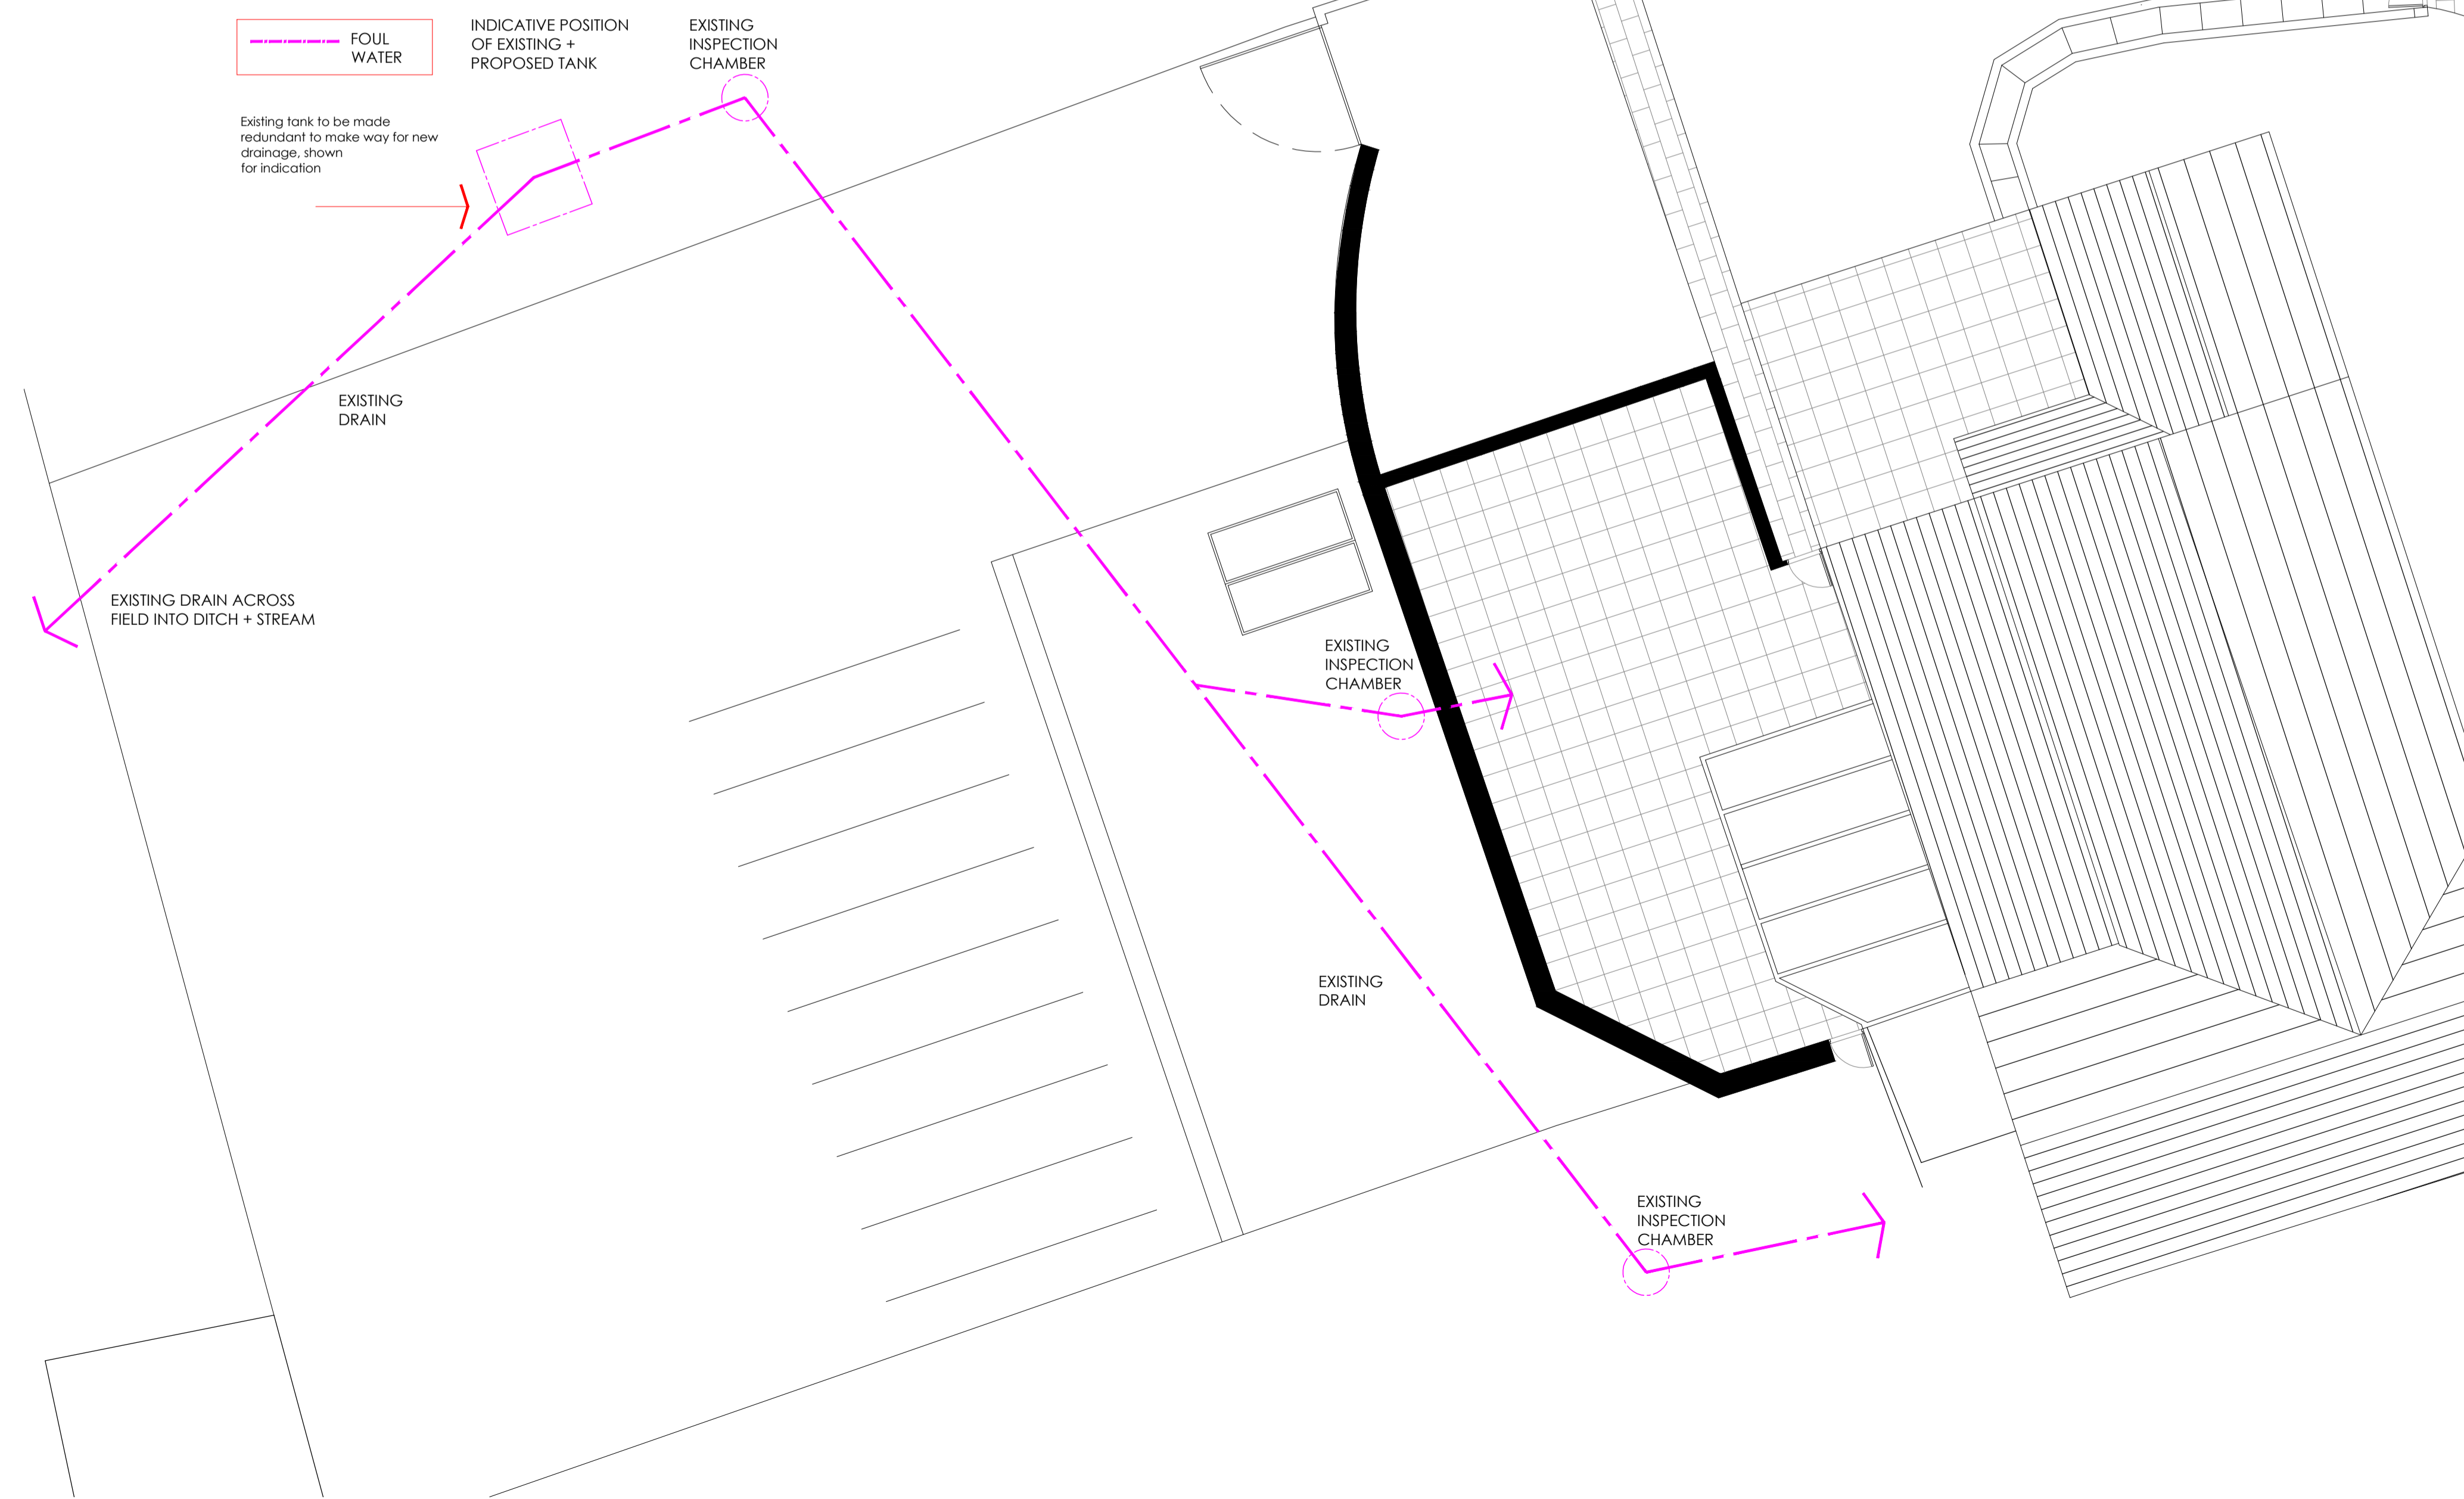 FOUL
WATER
INDICATIVE POSITION
OF EXISTING +
PROPOSED TANK
EXISTING
INSPECTION
CHAMBER
Existing tank to be made
redundant to make way for new
drainage, shown
for indication
EXISTING
DRAIN
EXISTING DRAIN ACROSS
FIELD INTO DITCH + STREAM
EXISTING
INSPECTION
CHAMBER
EXISTING
DRAIN
EXISTING
INSPECTION
CHAMBER